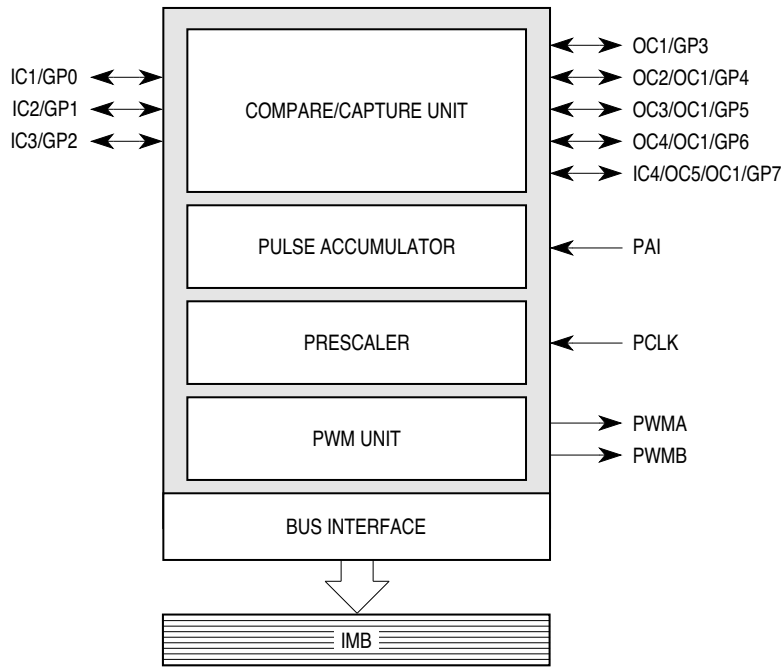 OC1/GP3
IC1/GP0
OC2/OC1/GP4
IC2/GP1
COMPARE/CAPTURE UNIT
OC3/OC1/GP5
IC3/GP2
OC4/OC1/GP6
IC4/OC5/OC1/GP7
PULSE ACCUMULATOR
PAI
PRESCALER
PCLK
PWM UNIT
PWMA
PWMB
BUS INTERFACE
IMB